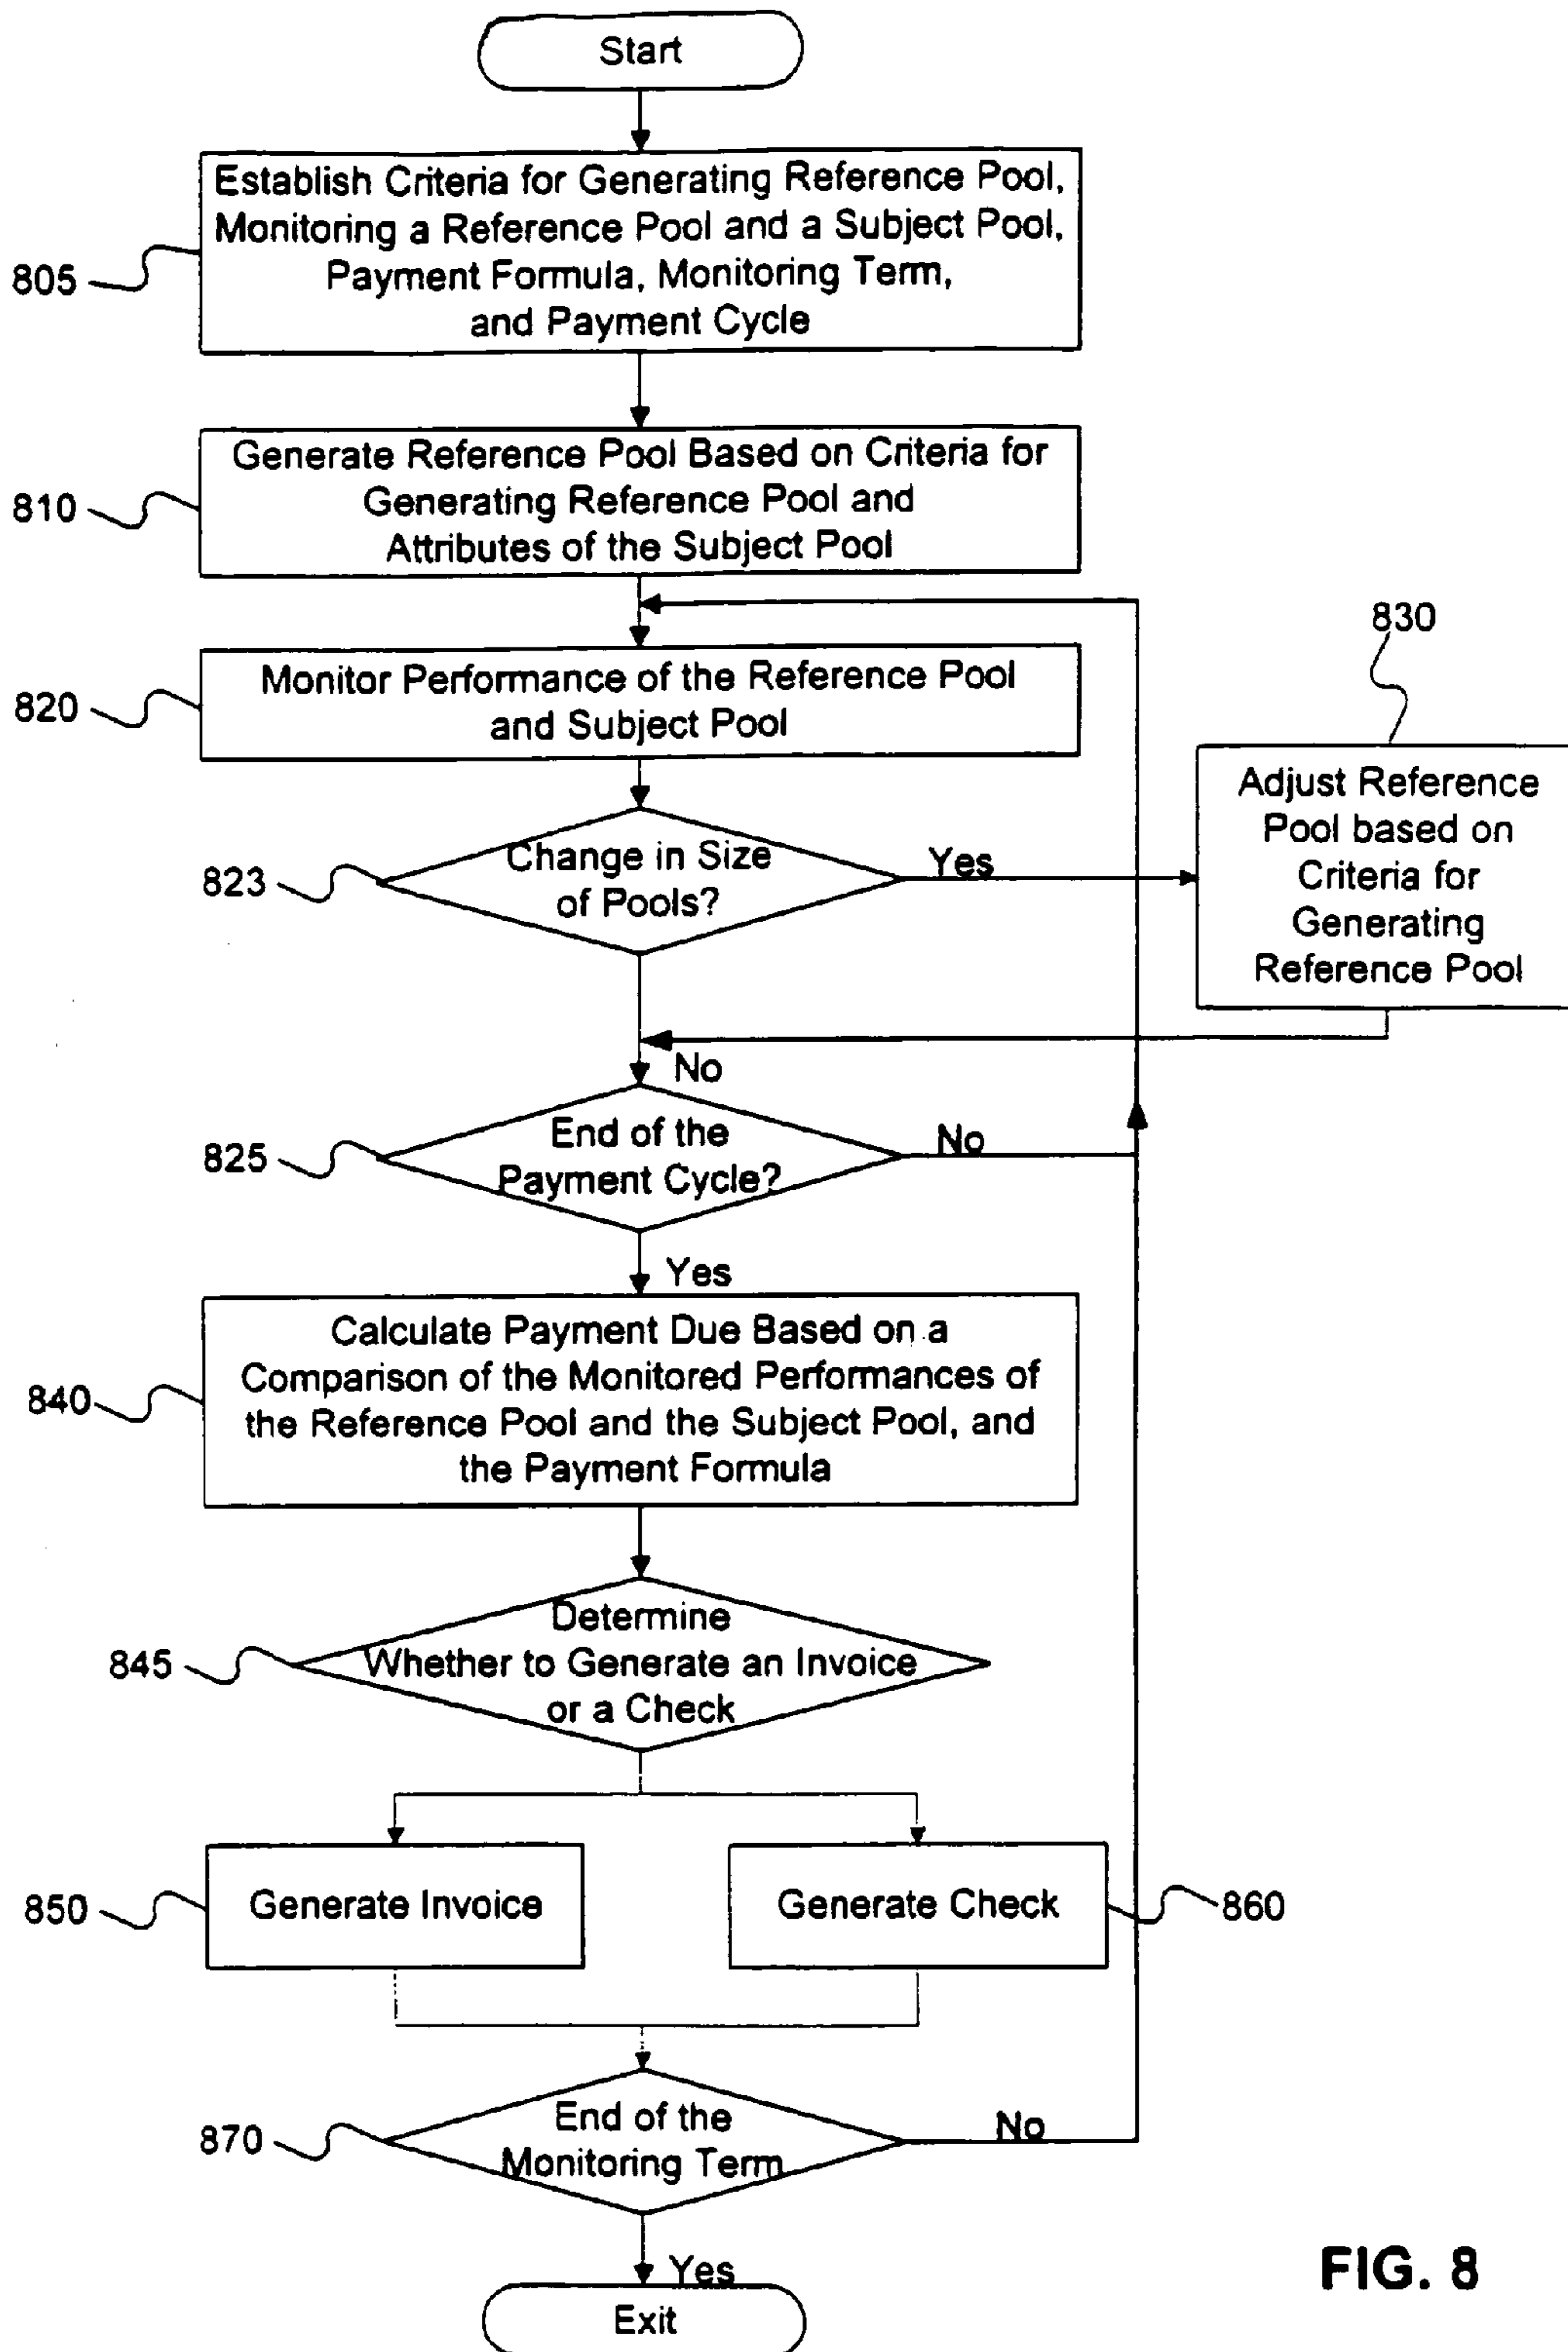 Start
805
Establish Criteria for Generating Reference Pool,
Monitoring a Reference Pool and a Subject Pool,
Payment Formula, Monitoring Term,
and Payment Cycle
810
Generate Reference Pool Based on Criteria for
Generating Reference Pool and
Attributes of the Subject Pool
820
Monitor Performance of the Reference Pool
and Subject Pool
823
Change in Size
of Pools?
Yes
830
Adjust Reference
Pool based on
Criteria for
Generating
Reference Pool
No
825
End of the
Payment Cycle?
No
Yes
840
Calculate Payment Due Based on a
Comparison of the Monitored Performances of
the Reference Pool and the Subject Pool, and
the Payment Formula
845
Determine
Whether to Generate an Invoice
or a Check
850
Generate Invoice
Generate Check
860
870
End of the
Monitoring Term
No
Yes
Exit
FIG. 8